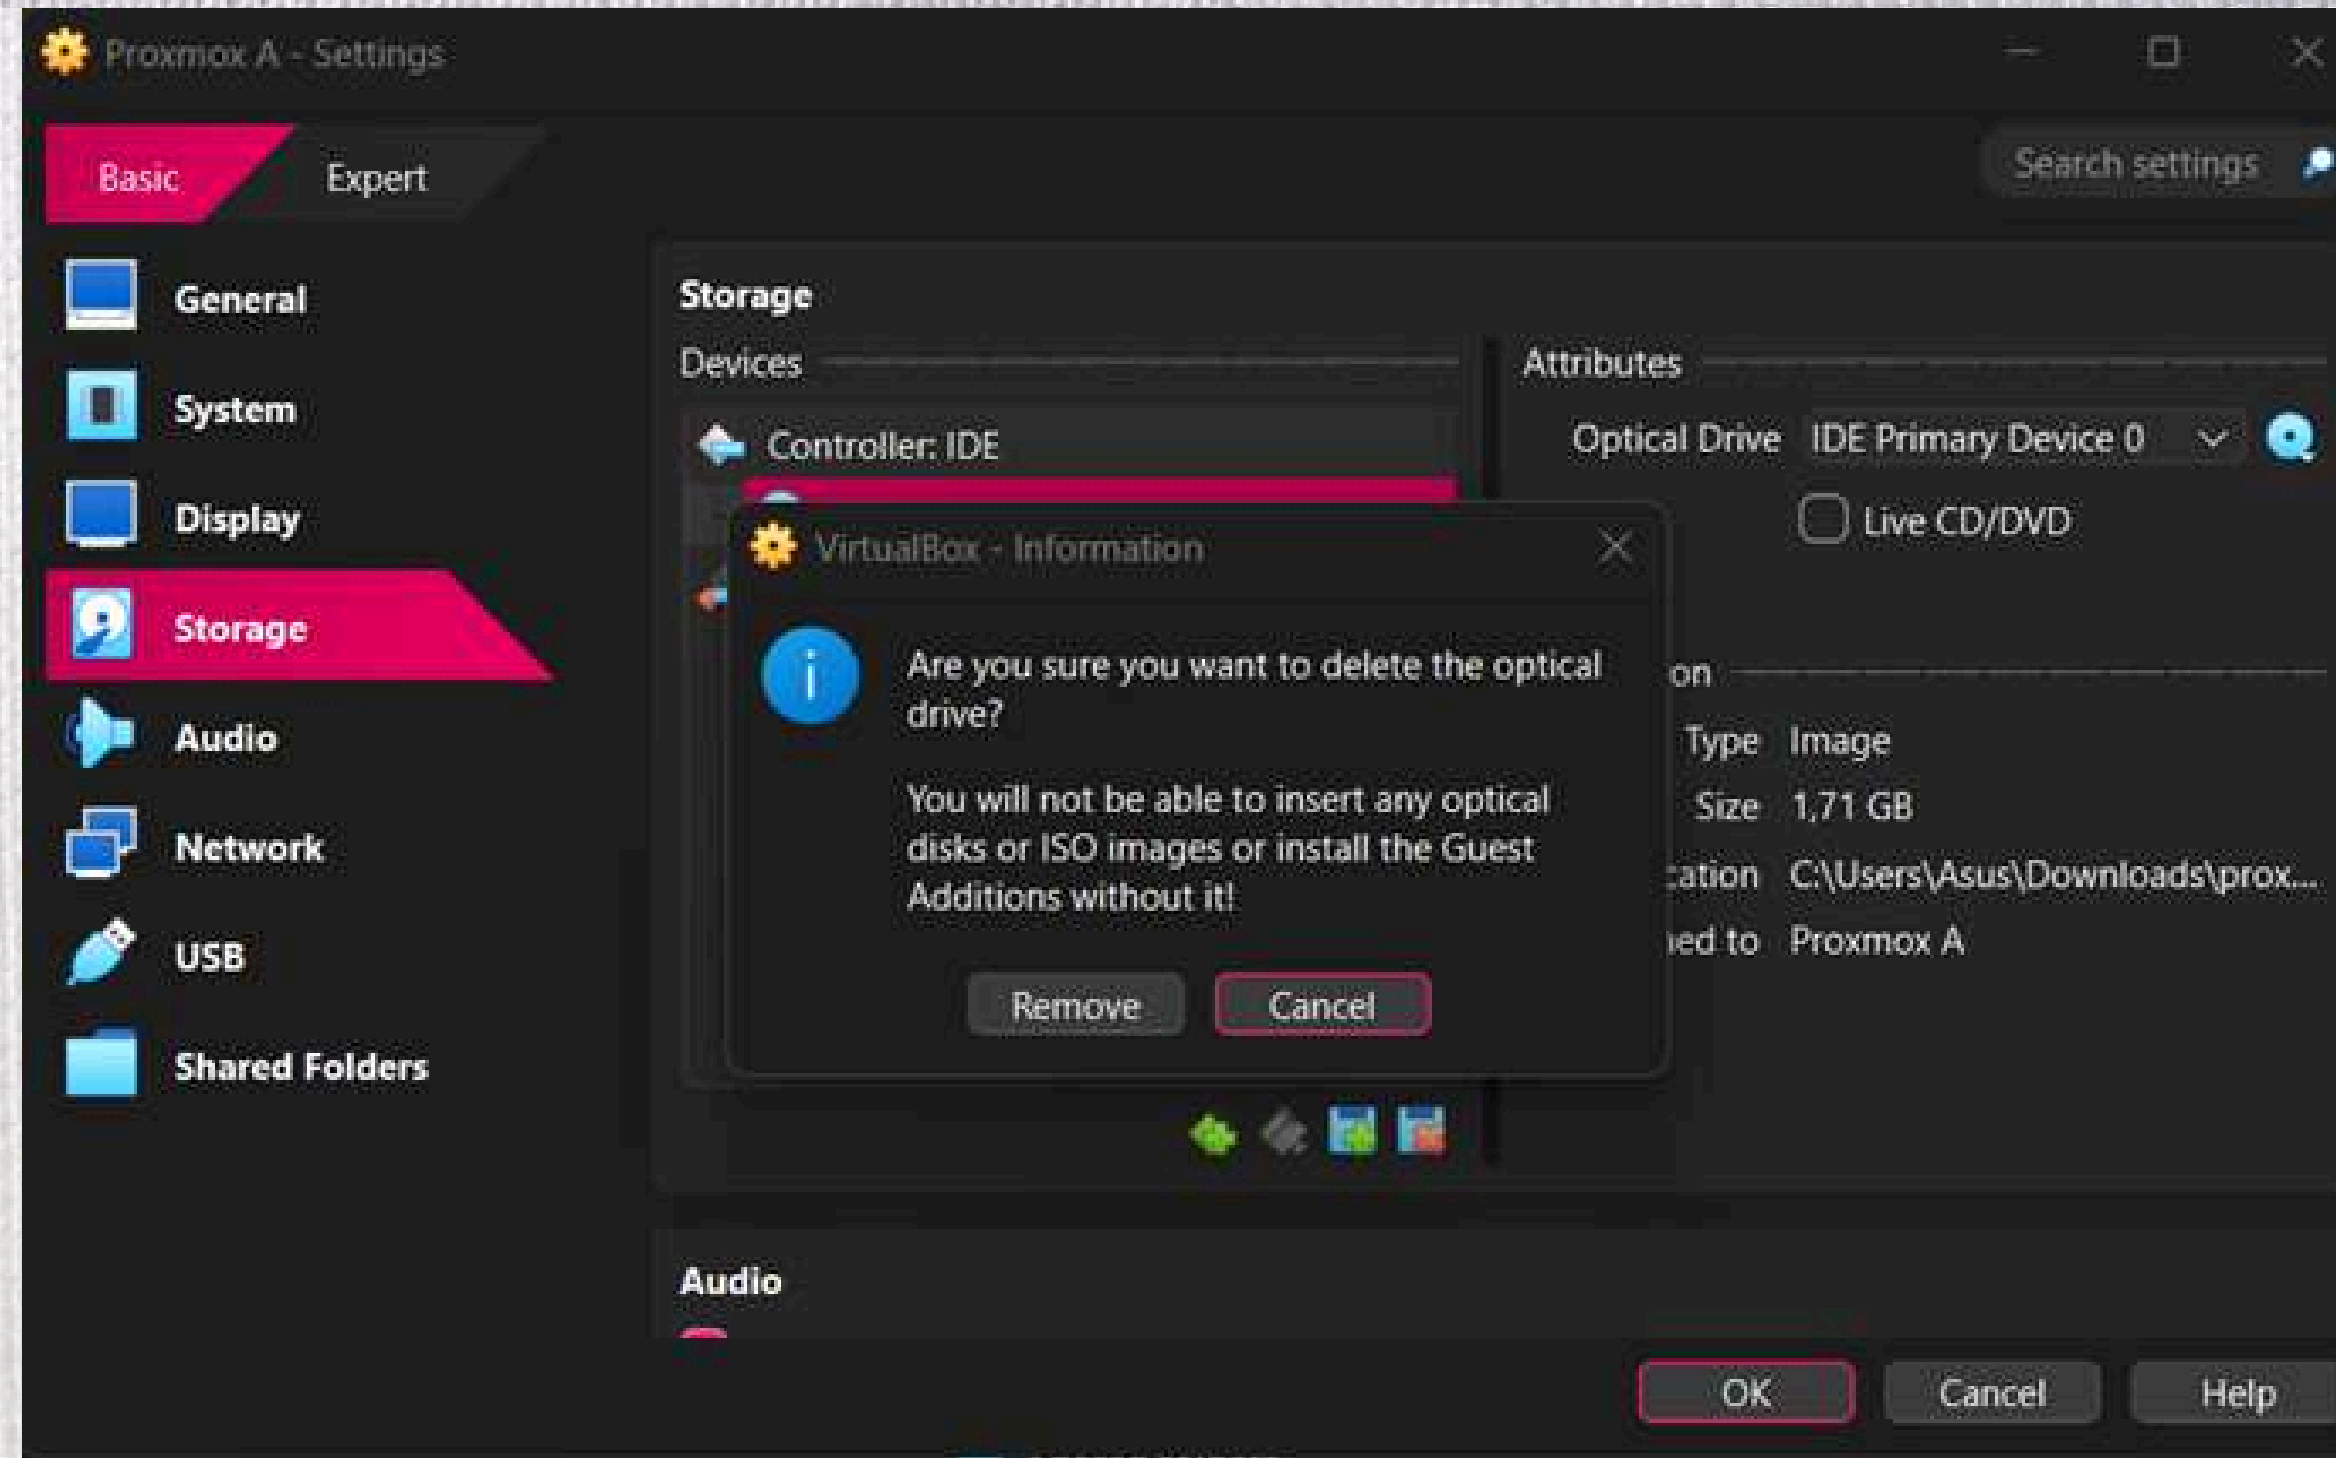 Proxmox A - Settings
Basic
Expert
Search settings
General
System
Display
Storage
Audio
Network
USB
Shared Folders
Storage
Devices
Controller: IDE
Attributes
Optical Drive IDE Primary Device 0
Live CD/DVD
on
Type Image
Size 1,71 GB
cation C:\Users\Asus\Downloads\prox...
ned to Proxmox A
VirtualBox - Information
Are you sure you want to delete the optical
drive?
You will not be able to insert any optical
disks or ISO images or install the Guest
Additions without it!
Remove
Cancel
Audio
OK
Cancel
Help